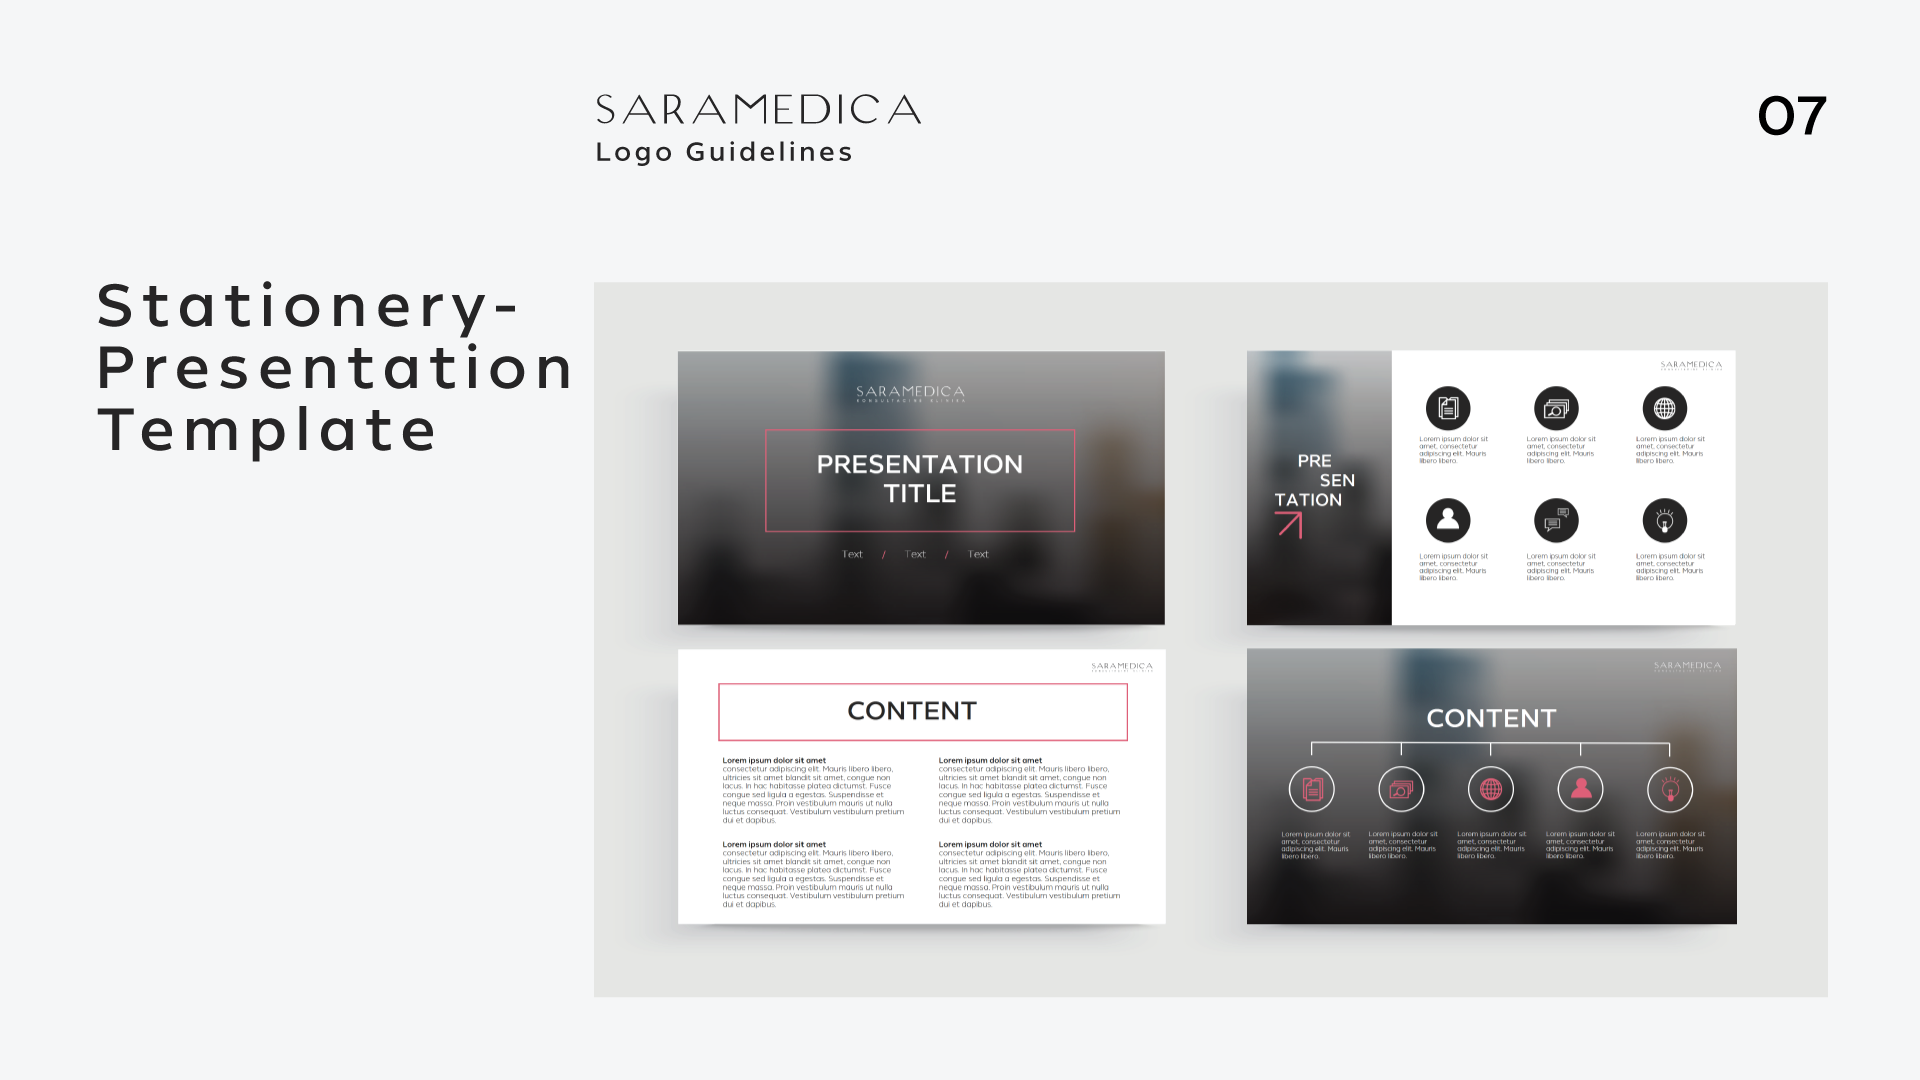 SARAMEDICA
Logo Guidelines
07
Stationery-
Presentation
Template
SARAMEDICA
PRESENTATION
TITLE
Text / Text / Text
PRE
SEN
TATION
SARAMEDICA
Lorem ipsum dolor sit
amet, consectetur
adipiscing elit. Mauris
libero libero.
Lorem ipsum dolor sit
amet, consectetur
adipiscing elit. Mauris
libero libero.
Lorem ipsum dolor sit
amet, consectetur
adipiscing elit. Mauris
libero libero.
Lorem ipsum dolor sit
amet, consectetur
adipiscing elit. Mauris
libero libero.
Lorem ipsum dolor sit
amet, consectetur
adipiscing elit. Mauris
libero libero.
Lorem ipsum dolor sit
amet, consectetur
adipiscing elit. Mauris
libero libero.
SARAMEDICA
CONTENT
Lorem ipsum dolor sit amet
consectetur adipiscing elit. Mauris libero libero,
ultricies sit amet blandit sit amet, congue non
lacus. In hac habitasse platea dictumst. Fusce
congue sed ligula a egestas. Suspendisse et
neque massa. Proin vestibulum mauris ut nulla
luctus consequat. Vestibulum vestibulum pretium
dui et dapibus.
Lorem ipsum dolor sit amet
consectetur adipiscing elit. Mauris libero libero,
ultricies sit amet blandit sit amet, congue non
lacus. In hac habitasse platea dictumst. Fusce
congue sed ligula a egestas. Suspendisse et
neque massa. Proin vestibulum mauris ut nulla
luctus consequat. Vestibulum vestibulum pretium
dui et dapibus.
Lorem ipsum dolor sit amet
consectetur adipiscing elit. Mauris libero libero,
ultricies sit amet blandit sit amet, congue non
lacus. In hac habitasse platea dictumst. Fusce
congue sed ligula a egestas. Suspendisse et
neque massa. Proin vestibulum mauris ut nulla
luctus consequat. Vestibulum vestibulum pretium
dui et dapibus.
Lorem ipsum dolor sit amet
consectetur adipiscing elit. Mauris libero libero,
ultricies sit amet blandit sit amet, congue non
lacus. In hac habitasse platea dictumst. Fusce
congue sed ligula a egestas. Suspendisse et
neque massa. Proin vestibulum mauris ut nulla
luctus consequat. Vestibulum vestibulum pretium
dui et dapibus.
SARAMEDICA
CONTENT
Lorem ipsum dolor sit
amet, consectetur
adipiscing elit. Mauris
libero libero.
Lorem ipsum dolor sit
amet, consectetur
adipiscing elit. Mauris
libero libero.
Lorem ipsum dolor sit
amet, consectetur
adipiscing elit. Mauris
libero libero.
Lorem ipsum dolor sit
amet, consectetur
adipiscing elit. Mauris
libero libero.
Lorem ipsum dolor sit
amet, consectetur
adipiscing elit. Mauris
libero libero.